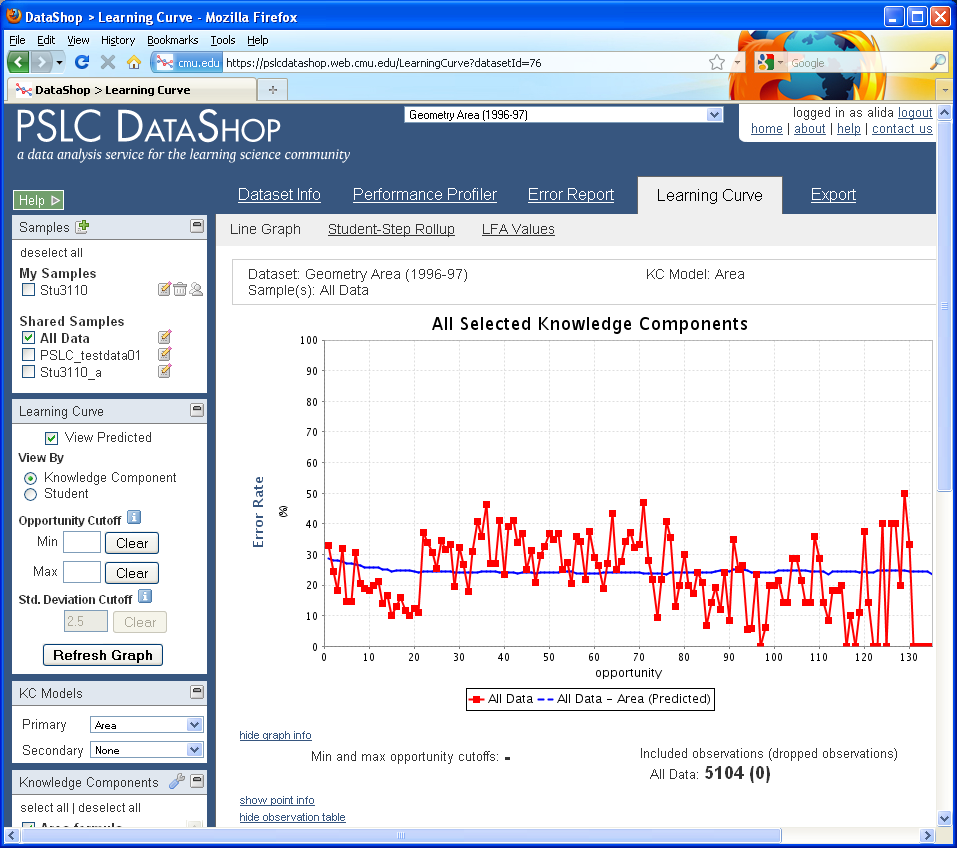 DataShop > Learning Curve - Mozilla Firefox
File Edit View History Bookmarks Tools Help
cmu.edu https://pslcdatashop.web.cmu.edu/LearningCurve?datasetId=76
Google
DataShop > Learning Curve
PSLC DATASHOP
a data analysis service for the learning science community
Geometry Area (1996-97)
logged in as alida logout
home | about | help | contact us
Help
Dataset Info Performance Profiler Error Report Learning Curve Export
Line Graph Student-Step Rollup LFA Values
Samples
deselect all
My Samples
Stu3110
Shared Samples
All Data
PSLC_testdata01
Stu3110_a
Learning Curve
View Predicted
View By
Knowledge Component
Student
Opportunity Cutoff
Min Clear
Max Clear
Std. Deviation Cutoff
2.5 Clear
Refresh Graph
KC Models
Primary Area
Secondary None
Knowledge Components
select all | deselect all
Area formula
Dataset: Geometry Area (1996-97) KC Model: Area
Sample(s): All Data
All Selected Knowledge Components
100
90
80
70
60
50
40
30
20
10
0
Error Rate
(%)
0 10 20 30 40 50 60 70 80 90 100 110 120 130
opportunity
All Data All Data - Area (Predicted)
hide graph info
Min and max opportunity cutoffs: -
Included observations (dropped observations)
All Data: 5104 (0)
show point info
hide observation table